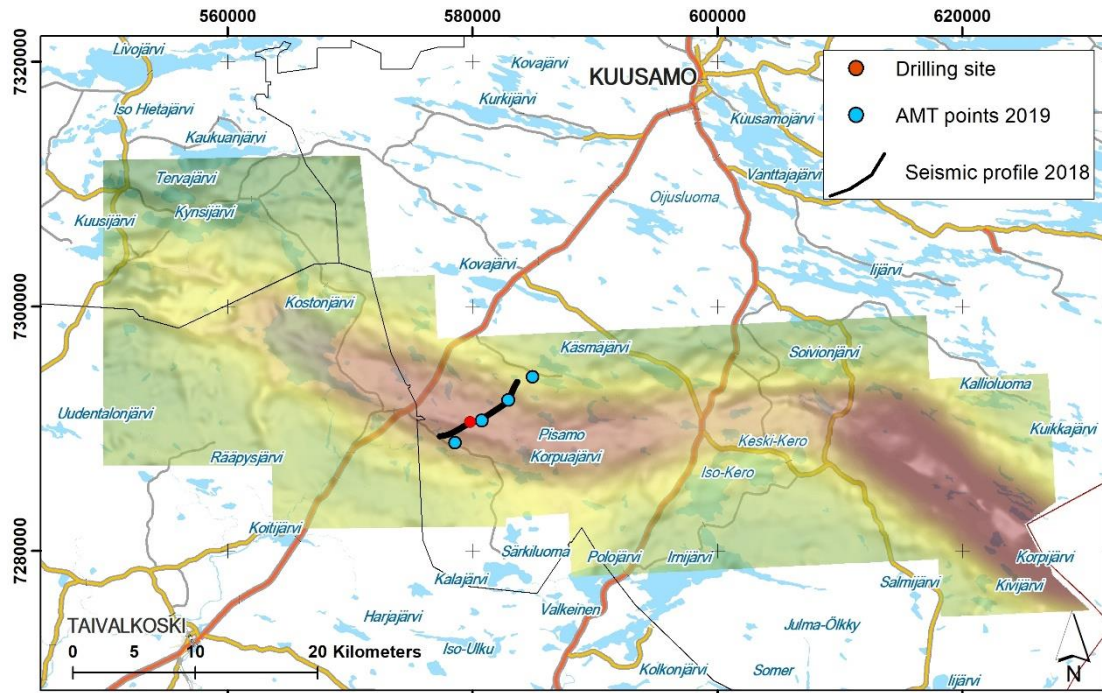 560000
580000
600000
620000
7320000
7300000
7280000
Livojärvi
Kovajärvi
KUUSAMO
Drilling site
Iso Hietajärvi
Kurkijärvi
Kuusamojärvi
AMT points 2019
Kaukuanjärvi
Tervajärvi
Vanttajajärvi
Seismic profile 2018
Kynsijärvi
Oijusluoma
Kuusijärvi
Kovajärvi
Iijärvi
Kostonjärvi
Käsmäjärvi
Soivionjärvi
Kallioluoma
Uudentalonjärvi
Pisamo
Keski-Kero
Kuikkajärvi
Rääpysjärvi
Korpuajärvi
Iso-Kero
Koitijärvi
Särkiluoma
Polojärvi
Irnijärvi
Korpijärvi
Kalajärvi
Salmijärvi
Kivijärvi
Valkeinen
TAIVALKOSKI
Harjajärvi
Julma-Ölkky
Iso-Ulku
0 5 10 20 Kilometers
Kolkonjärvi
Somer
Iijärvi
N